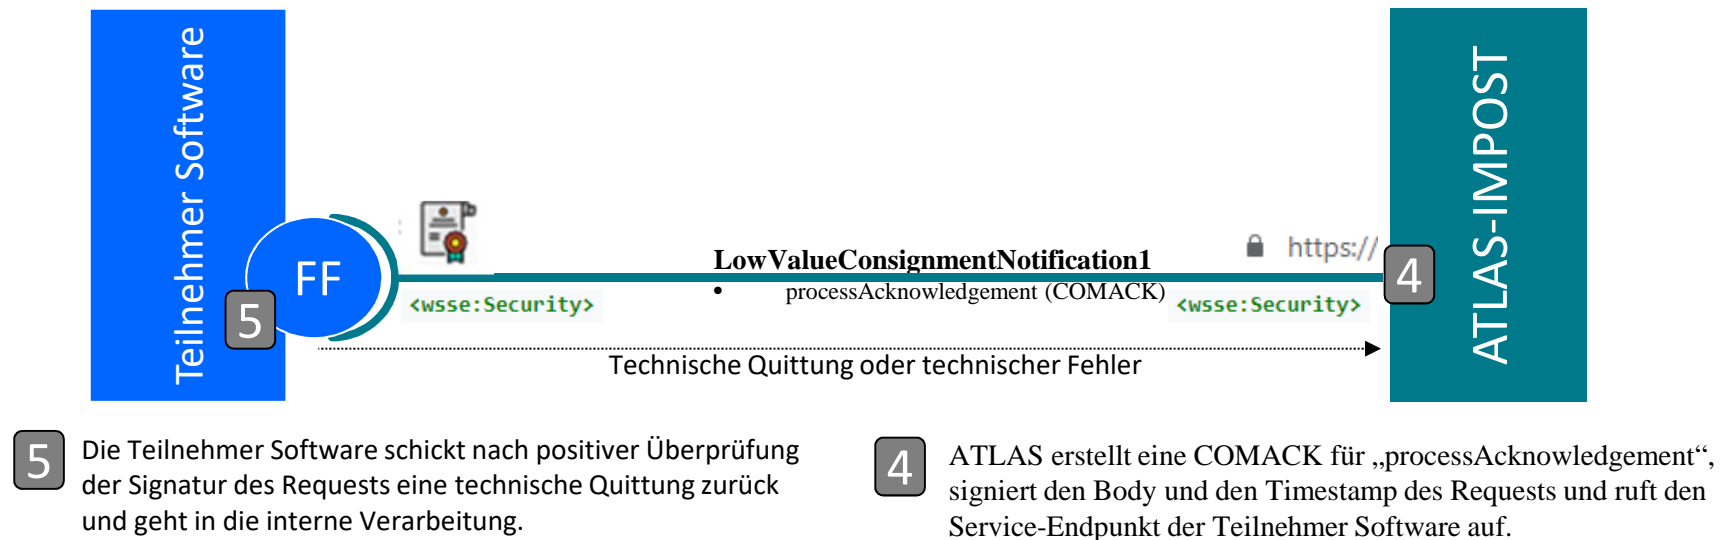 Teilnehmer Software
ATLAS-IMPOST
FF
5
LowValueConsignmentNotification1
https://
4
• processAcknowledgement (COMACK)
<wsse:Security>
<wsse:Security>
Technische Quittung oder technischer Fehler
5
Die Teilnehmer Software schickt nach positiver Überprüfung
der Signatur des Requests eine technische Quittung zurück
und geht in die interne Verarbeitung.
4
ATLAS erstellt eine COMACK für „processAcknowledgement“,
signiert den Body und den Timestamp des Requests und ruft den
Service-Endpunkt der Teilnehmer Software auf.